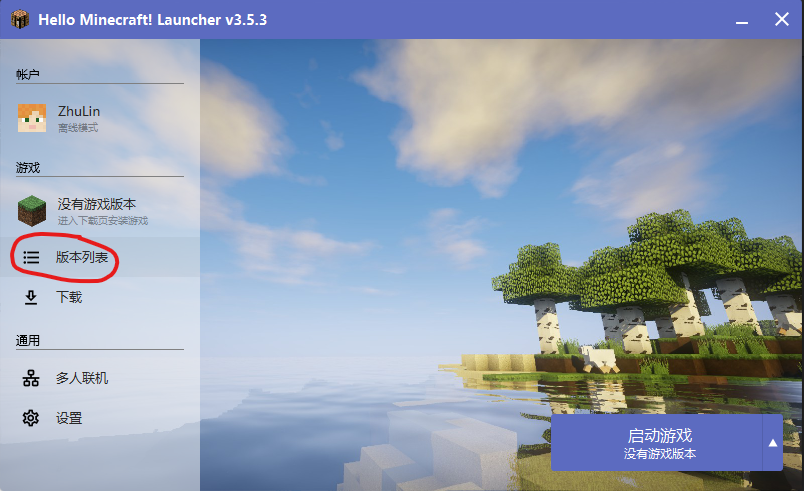 Hello Minecraft! Launcher v3.5.3
帐户
ZhuLin
离线模式
游戏
没有游戏版本
进入下载页安装游戏
版本列表
下载
通用
多人联机
设置
启动游戏
没有游戏版本